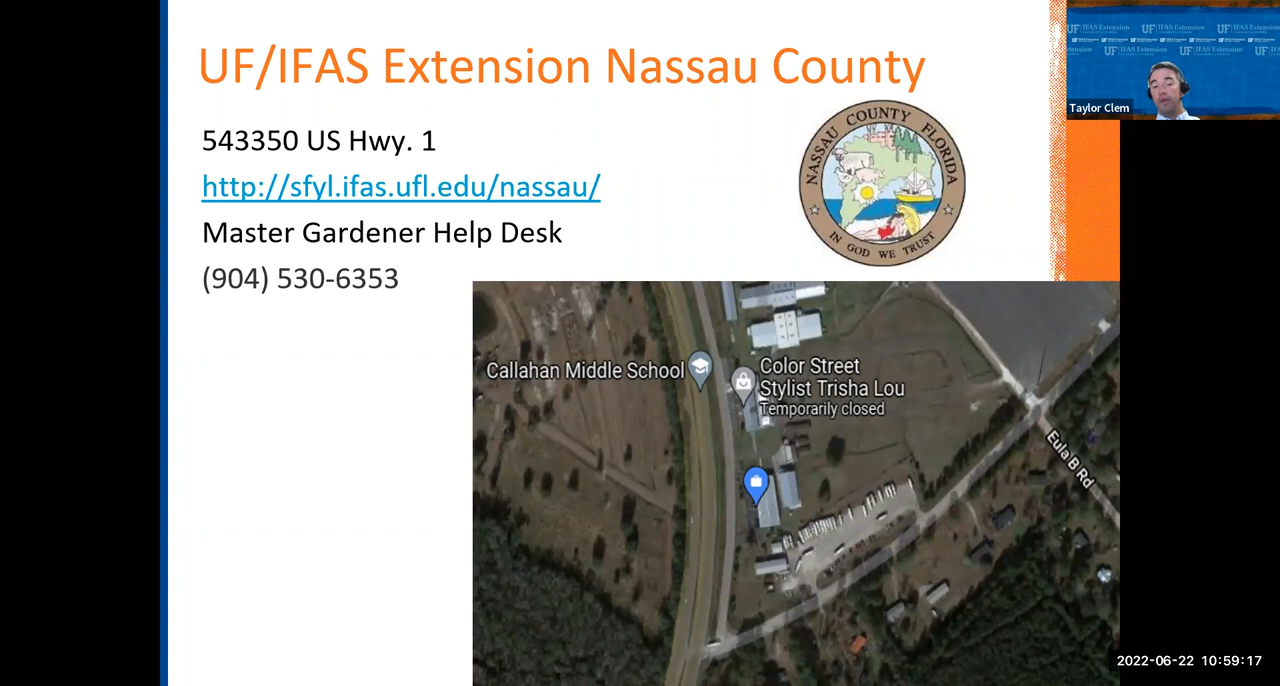 UF/IFAS Extension Nassau County
543350 US Hwy. 1
http://sfyl.ifas.ufl.edu/nassau/
Master Gardener Help Desk
(904) 530-6353
NASSAU COUNTY FLORIDA
IN GOD WE TRUST
Callahan Middle School
Color Street
Stylist Trisha Lou
Temporarily closed
Eula B Rd
UF IFAS Extension
Taylor Clem
2022-06-22 10:59:17